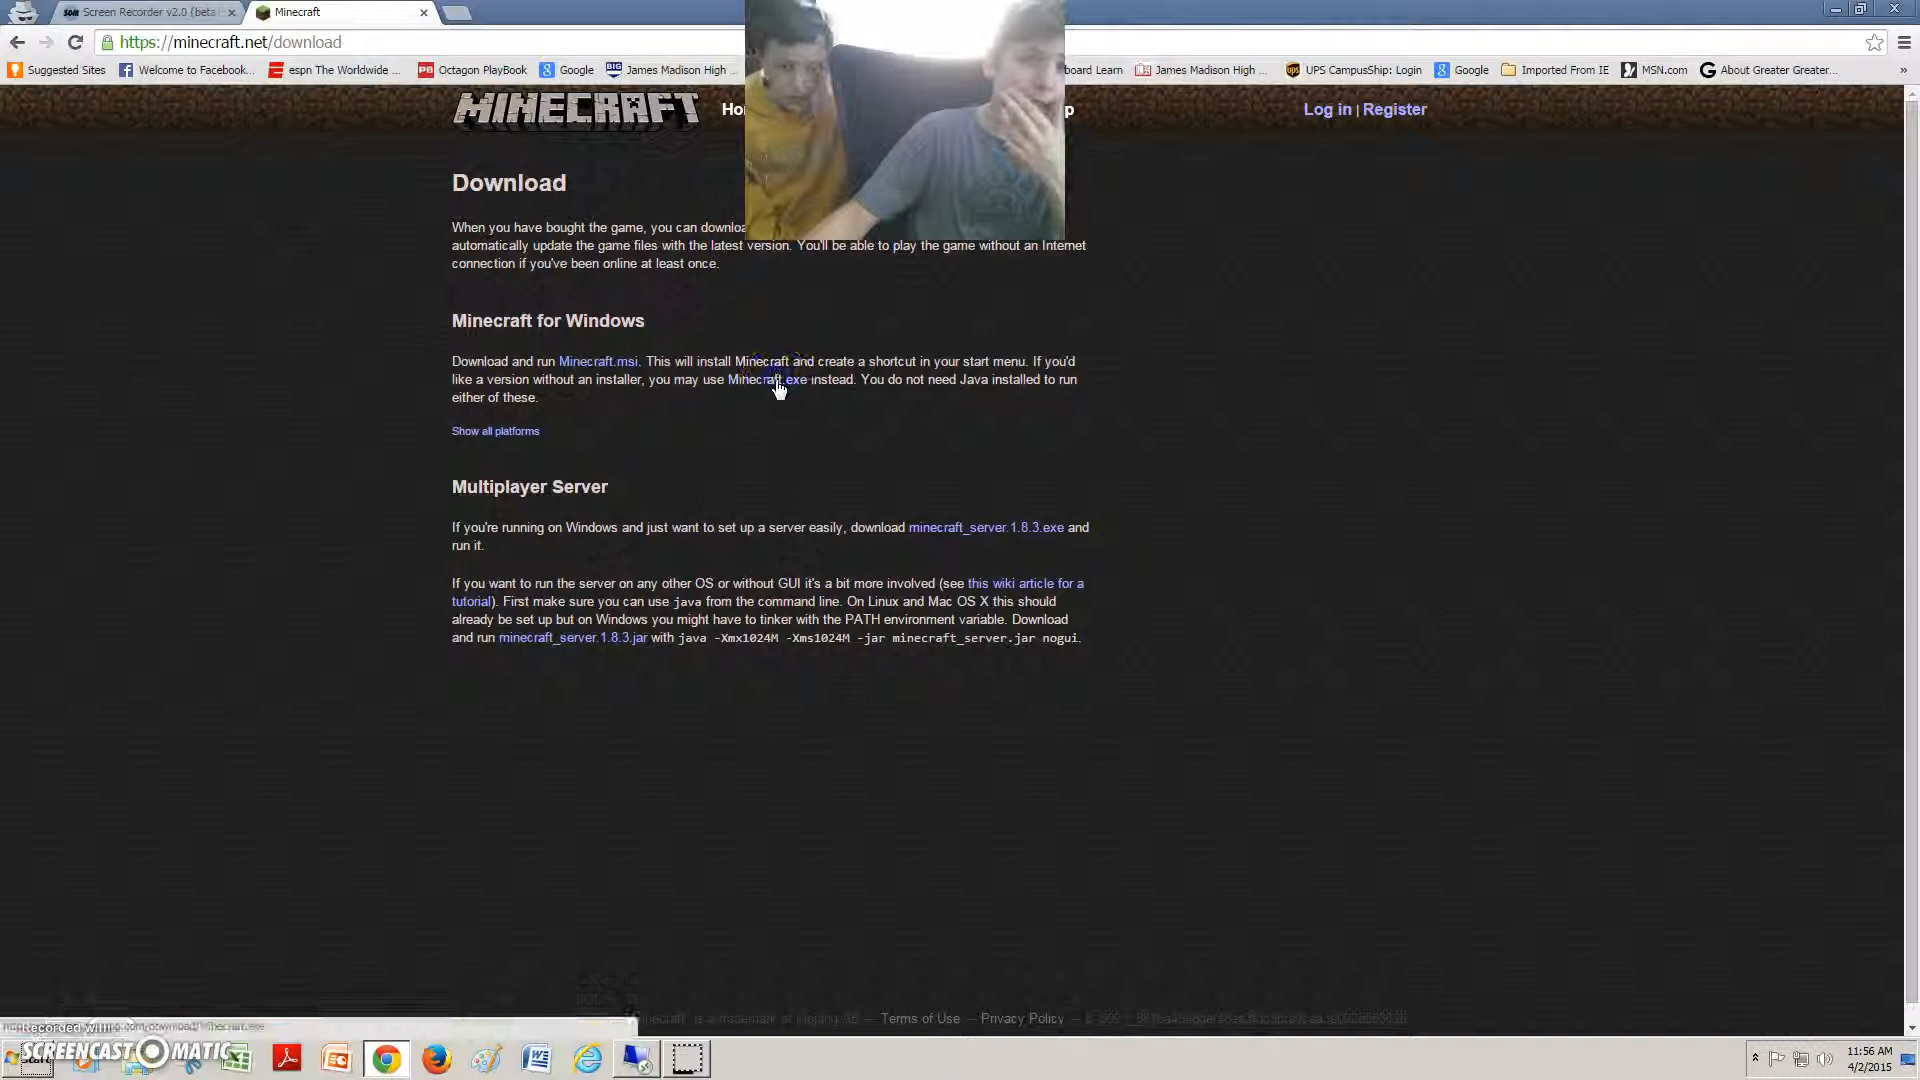 Screen Recorder v2.0 (beta
Minecraft
https://minecraft.net/download
Suggested Sites
Welcome to Facebook...
espn The Worldwide ...
Octagon PlayBook
Google
James Madison High ...
board Learn
James Madison High ...
UPS CampusShip: Login
Google
Imported From IE
MSN.com
About Greater Greater...
»
MINECRAFT
Log in | Register
Download
When you have bought the game, you can
automatically update the game files with the latest version. You'll be able to play the game without an Internet
connection if you've been online at least once.
Minecraft for Windows
Download and run Minecraft.msi. This will install Minecraft and create a shortcut in your start menu. If you'd
like a version without an installer, you may use Minecraft.exe instead. You do not need Java installed to run
either of these.
Show all platforms
Multiplayer Server
If you're running on Windows and just want to set up a server easily, download minecraft_server.1.8.3.exe and
run it.
If you want to run the server on any other OS or without GUI it's a bit more involved (see this wiki article for a
tutorial). First make sure you can use java from the command line. On Linux and Mac OS X this should
already be set up but on Windows you might have to tinker with the PATH environment variable. Download
and run minecraft_server.1.8.3.jar with java -Xmx1024M -Xms1024M -jar minecraft_server.jar nogui.
is a trademark of
— Terms of Use — Privacy Policy —
Recorded with
SCREENCAST MATIC
11:56 AM
4/2/2015